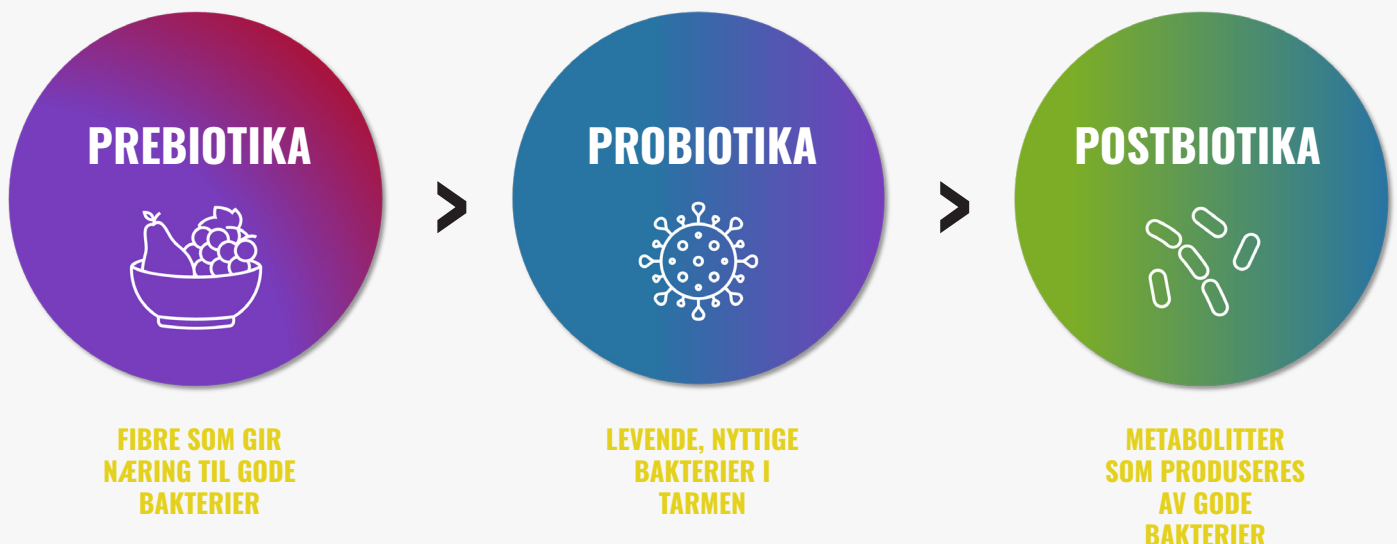 PREBIOTIKA
FIBRE SOM GIR
NÆRING TIL GODE
BAKTERIER
>
PROBIOTIKA
LEVENDE, NYTTIGE
BAKTERIER I
TARMEN
>
POSTBIOTIKA
METABOLITTER
SOM PRODUSERES
AV GODE
BAKTERIER